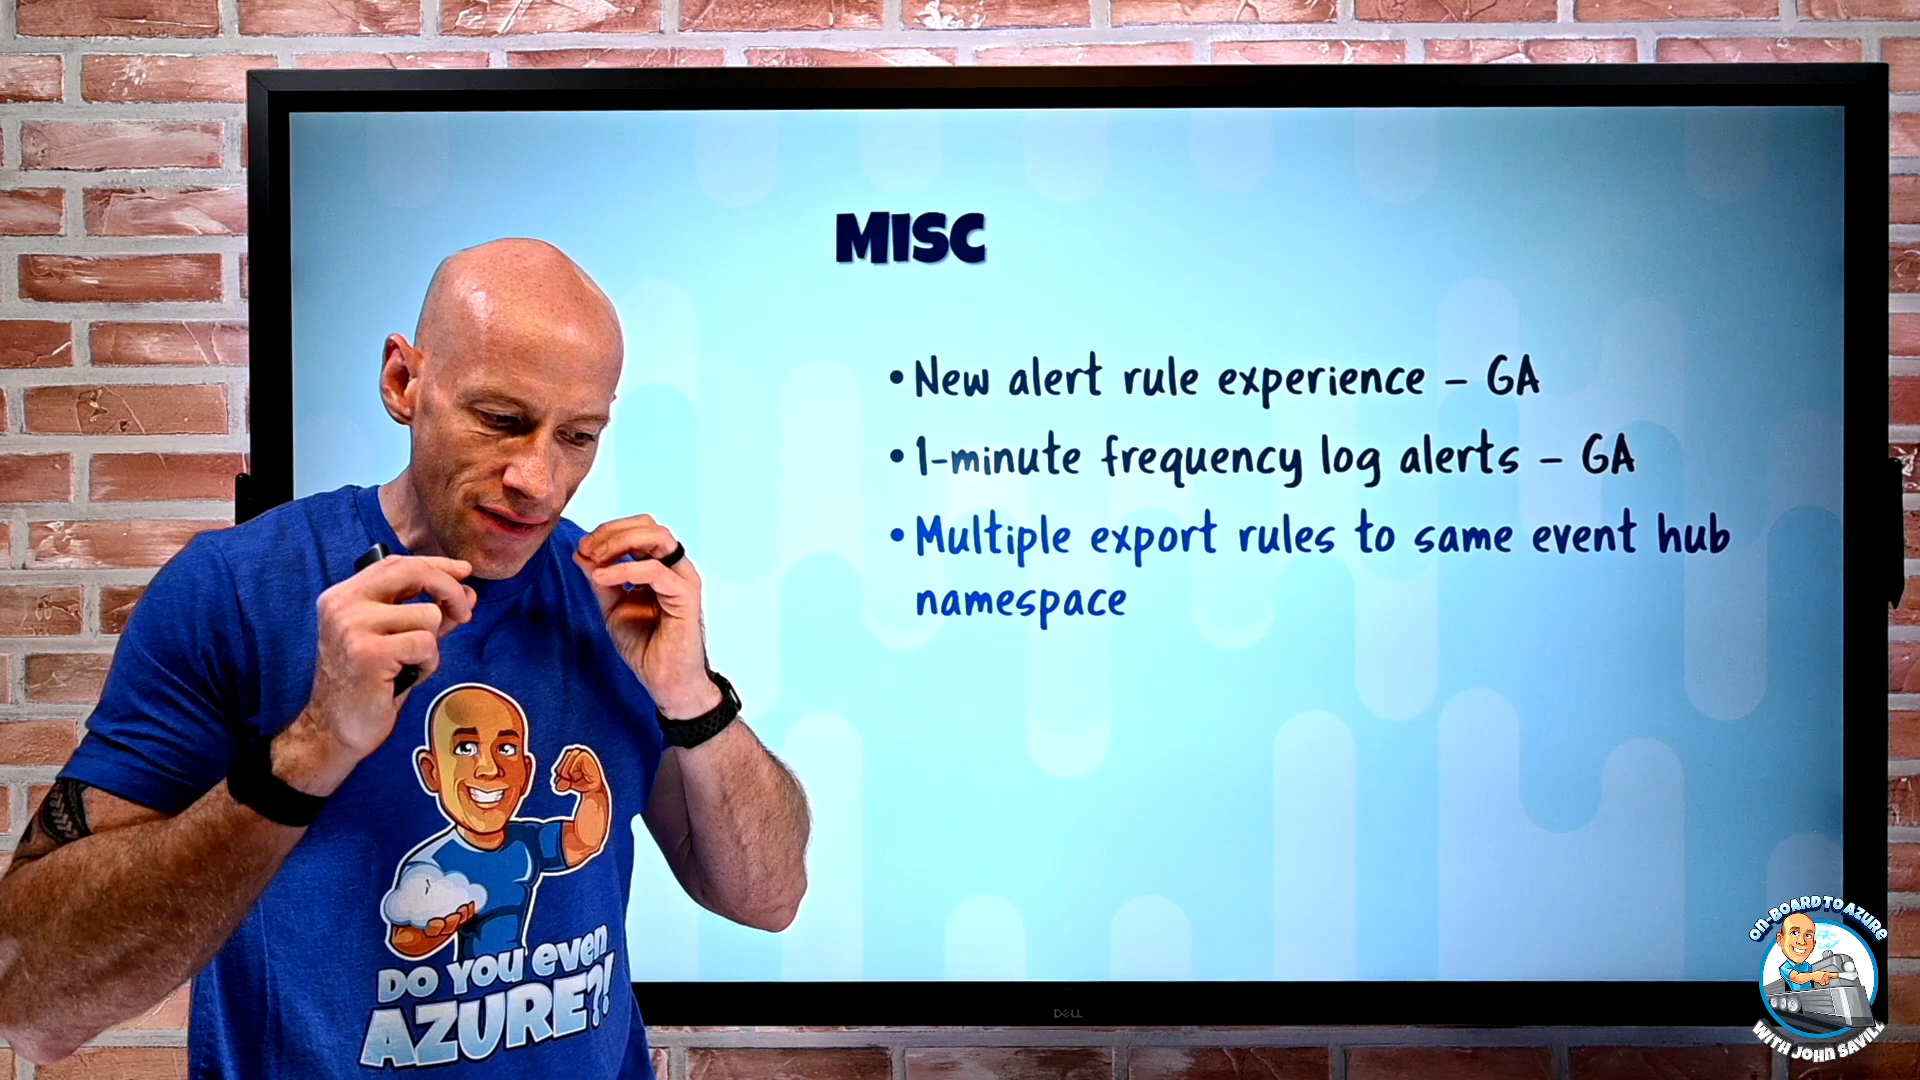 MISC
• New alert rule experience – GA
• 1-minute frequency log alerts – GA
• Multiple export rules to same event hub
namespace
DO YOU even
AZURE?!
DELL
ON-BOARD TO AZURE
WITH JOHN SAVILL